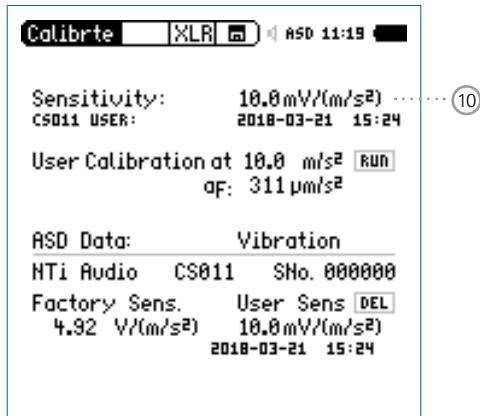 Calibrte XLR ASD 11:19
Sensitivity: 10.0mV/(m/s²)
10
CS011 USER: 2018-03-21 15:24
User Calibration at 10.0 m/s² RUN
aF: 311µm/s²
ASD Data: Vibration
NTi Audio CS011 SNo. 000000
Factory Sens. User Sens DEL
4.92 V/(m/s²) 10.0mV/(m/s²)
2018-03-21 15:24